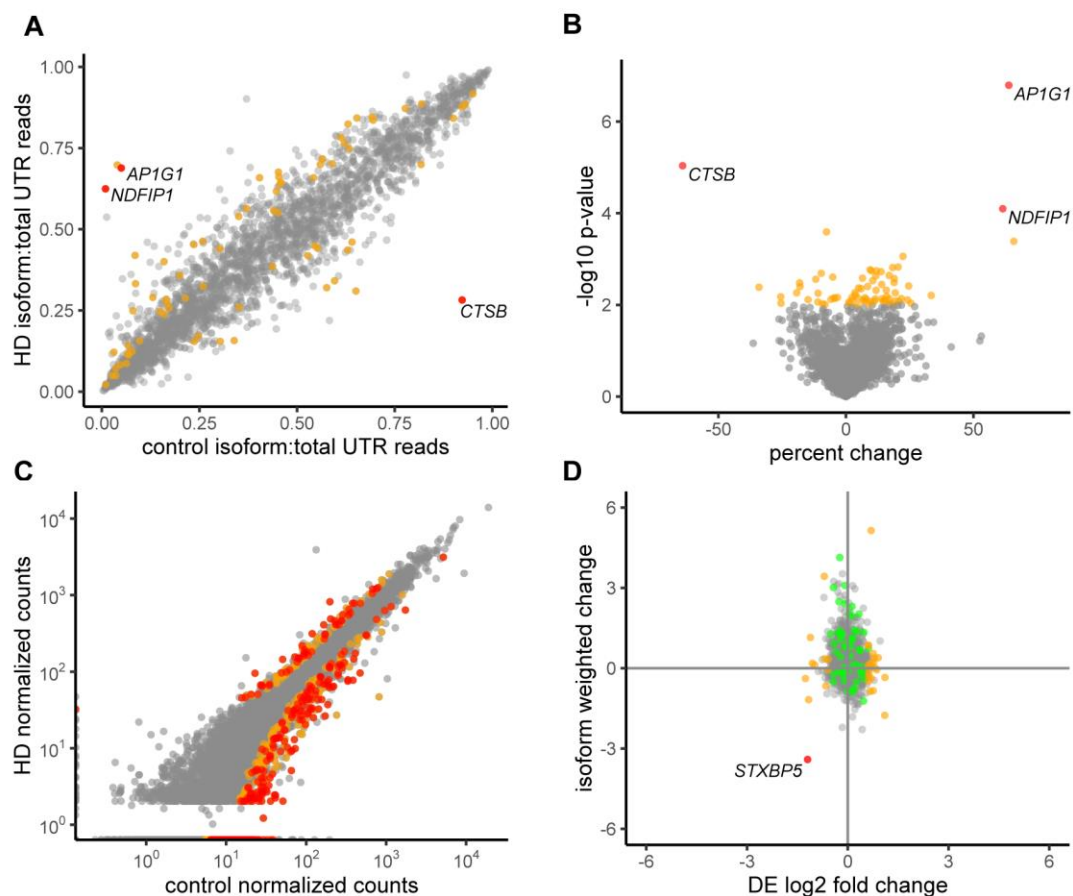 A
HD isoform:total UTR reads
1.00
0.75
0.50
0.25
0.00
AP1G1
NDFIP1
CTSB
0.00 0.25 0.50 0.75 1.00
control isoform:total UTR reads
B
-log10 p-value
6
4
2
0
AP1G1
CTSB
NDFIP1
-50 0 50
percent change
C
HD normalized counts
10⁴
10³
10²
10¹
10⁰
10⁰ 10¹ 10² 10³ 10⁴
control normalized counts
D
isoform weighted change
6
3
0
-3
-6
STXBP5
-6 -3 0 3 6
DE log2 fold change